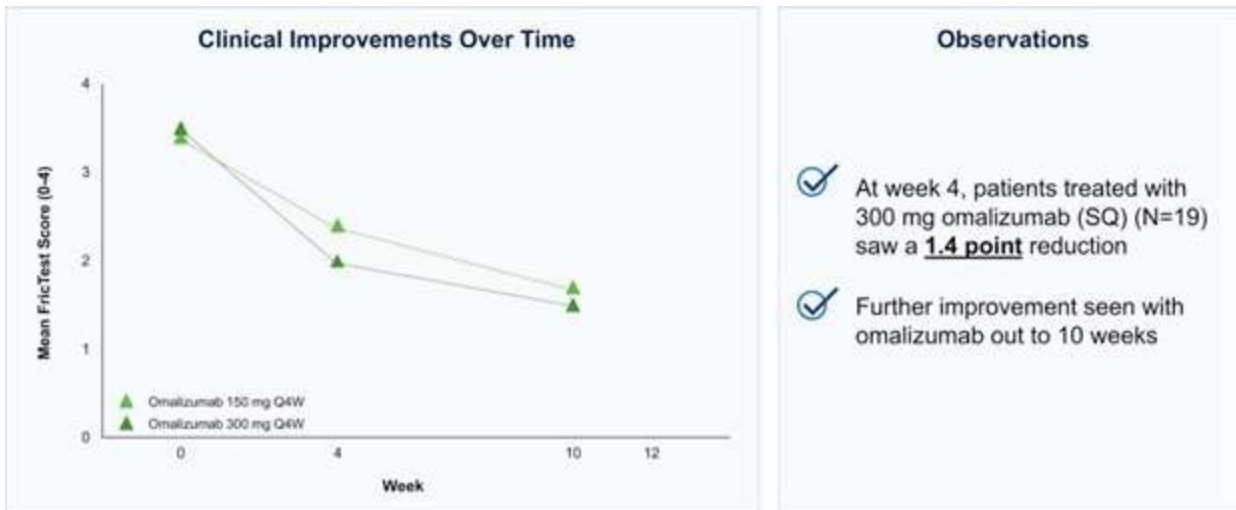 Clinical Improvements Over Time
4
3
2
1
0
Mean FricTest Score (0-4)
Omalizumab 150 mg Q4W
Omalizumab 300 mg Q4W
0 4 10 12
Week
Observations
At week 4, patients treated with
300 mg omalizumab (SQ) (N=19)
saw a 1.4 point reduction
Further improvement seen with
omalizumab out to 10 weeks